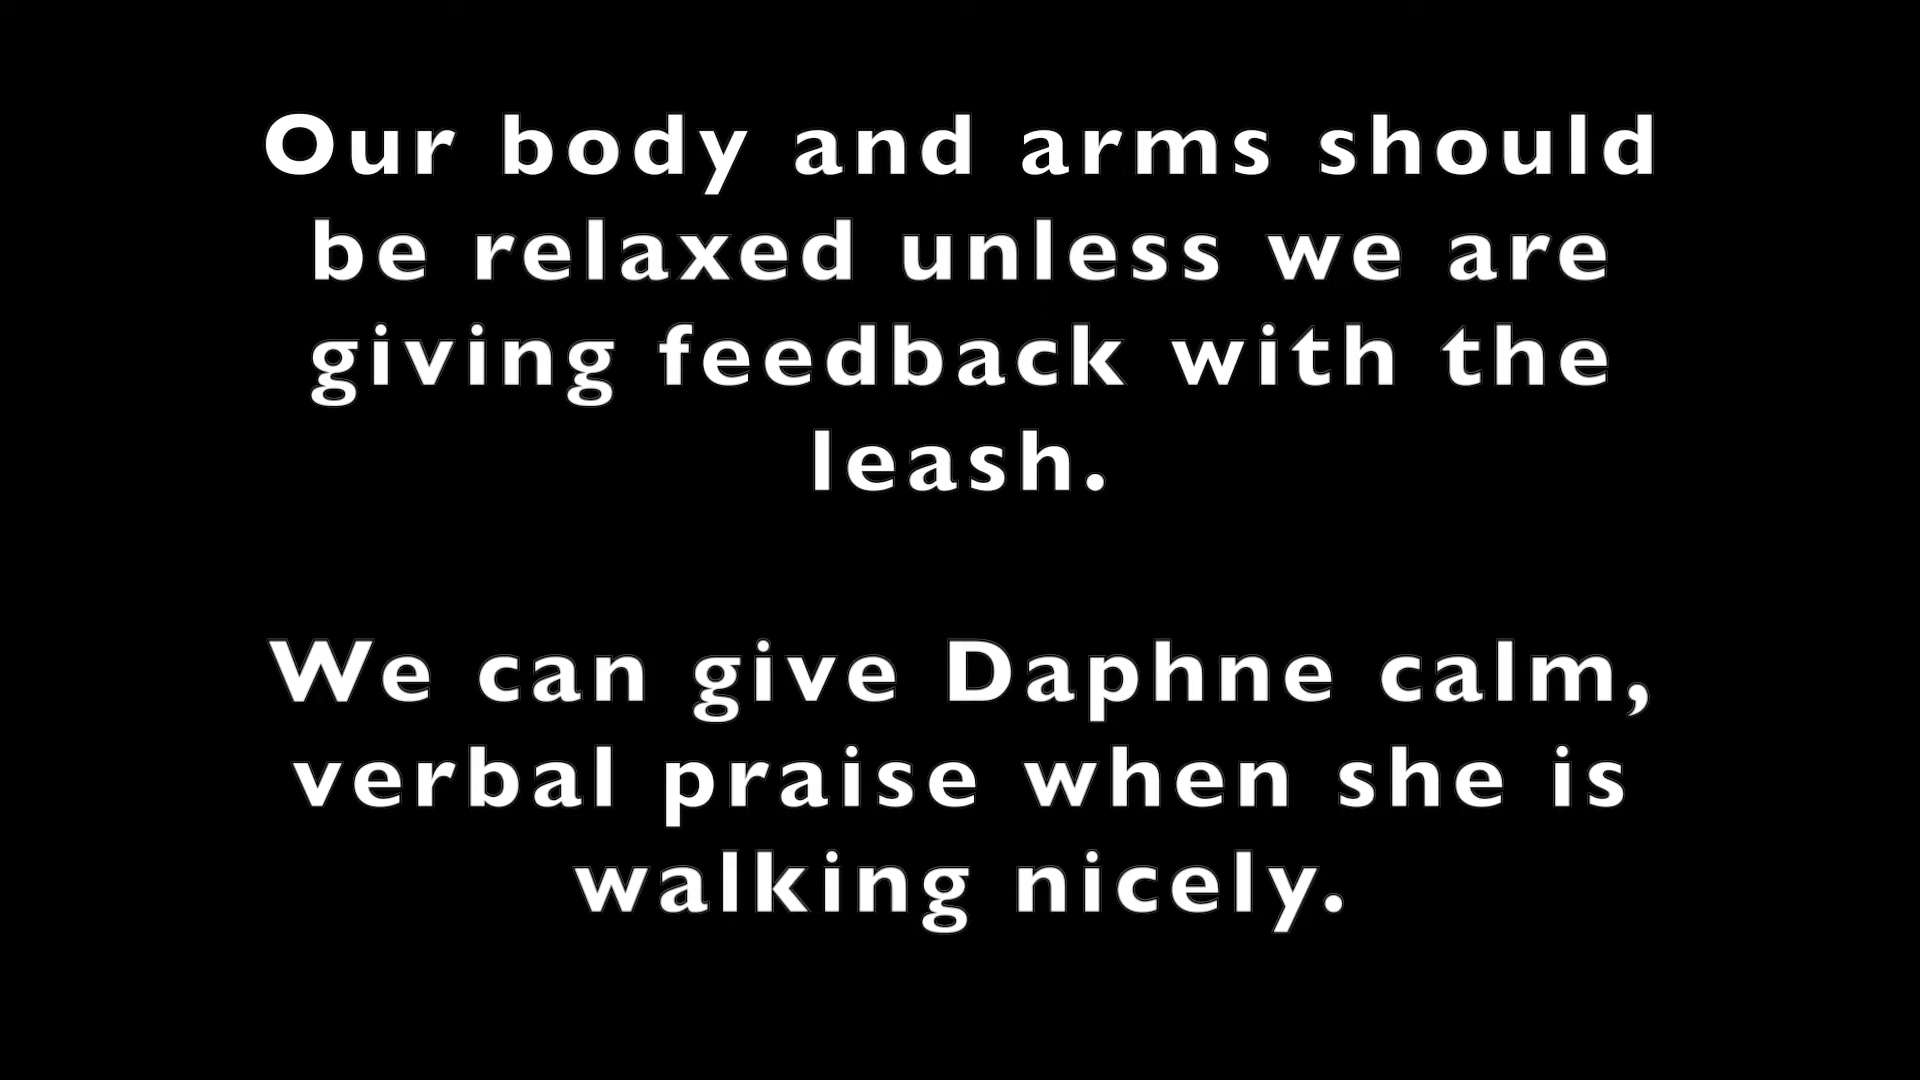 Our body and arms should
be relaxed unless we are
giving feedback with the
leash.
We can give Daphne calm,
verbal praise when she is
walking nicely.